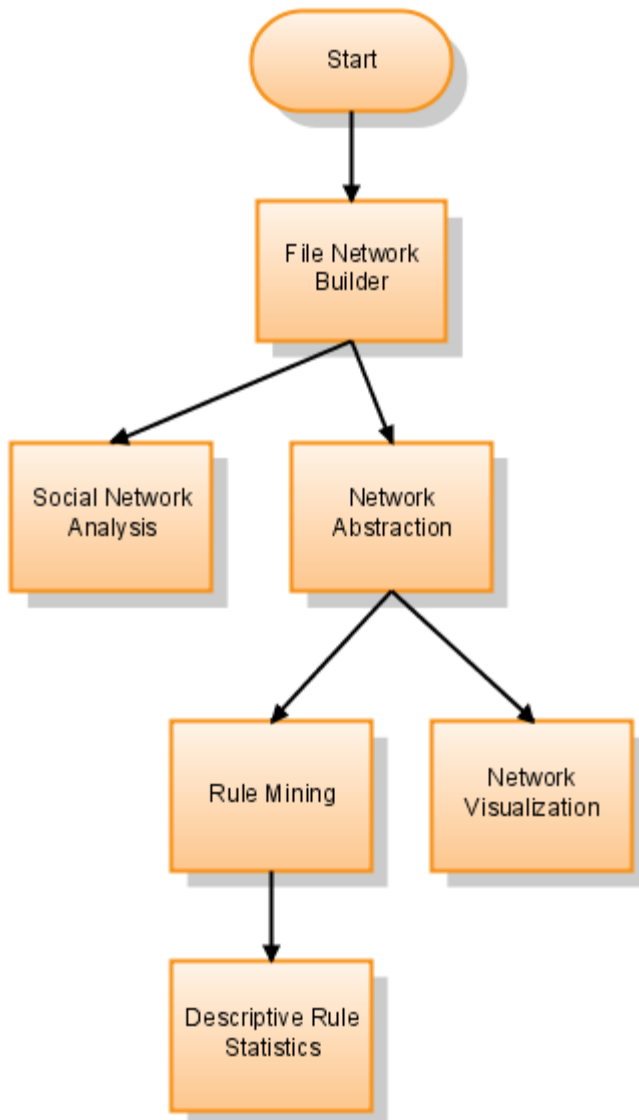 Start
File Network
Builder
Social Network
Analysis
Network
Abstraction
Rule Mining
Network
Visualization
Descriptive Rule
Statistics